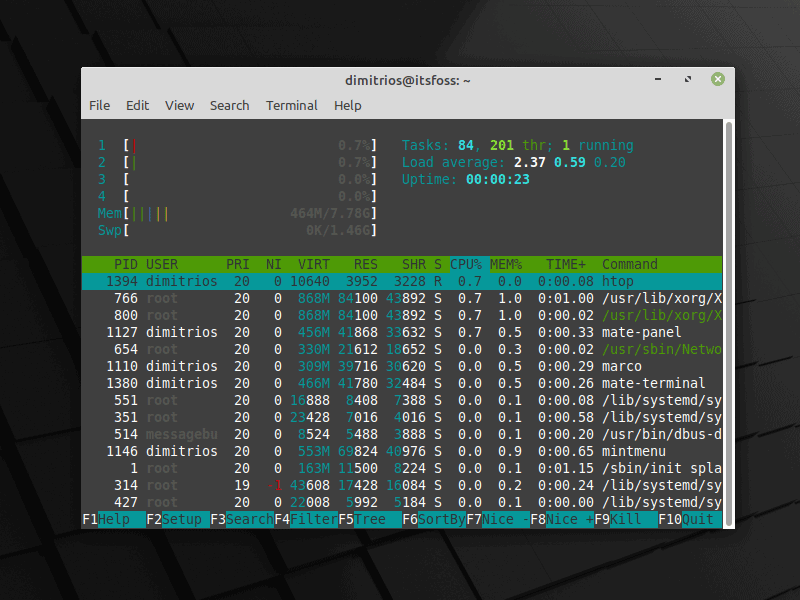 dimitrios@itsfoss: ~
File Edit View Search Terminal Help
1 [| 0.7%] Tasks: 84, 201 thr; 1 running
2 [| 0.7%] Load average: 2.37 0.59 0.20
3 [ 0.0%] Uptime: 00:00:23
4 [ 0.0%]
Mem[||||| 464M/7.78G]
Swp[ 0K/1.46G]
PID USER PRI NI VIRT RES SHR S CPU% MEM% TIME+ Command
1394 dimitrios 20 0 10640 3952 3228 R 0.7 0.0 0:00.08 htop
766 root 20 0 868M 84100 43892 S 0.7 1.0 0:01.00 /usr/lib/xorg/X
800 root 20 0 868M 84100 43892 S 0.7 1.0 0:00.02 /usr/lib/xorg/X
1127 dimitrios 20 0 456M 41868 33632 S 0.7 0.5 0:00.33 mate-panel
654 root 20 0 330M 21612 18652 S 0.0 0.3 0:00.02 /usr/sbin/Netwo
1110 dimitrios 20 0 309M 39716 30620 S 0.0 0.5 0:00.29 marco
1380 dimitrios 20 0 466M 41780 32484 S 0.0 0.5 0:00.26 mate-terminal
551 root 20 0 16888 8408 7388 S 0.0 0.1 0:00.08 /lib/systemd/sy
351 root 20 0 23428 7016 4016 S 0.0 0.1 0:00.58 /lib/systemd/sy
514 messagebu 20 0 8524 5488 3888 S 0.0 0.1 0:00.20 /usr/bin/dbus-d
1146 dimitrios 20 0 553M 69824 40976 S 0.0 0.9 0:00.65 mintmenu
1 root 20 0 163M 11500 8224 S 0.0 0.1 0:01.15 /sbin/init spla
314 root 19 -1 43608 17428 16084 S 0.0 0.2 0:00.24 /lib/systemd/sy
427 root 20 0 22008 5992 5184 S 0.0 0.1 0:00.00 /lib/systemd/sy
F1Help F2Setup F3SearchF4FilterF5Tree F6SortByF7Nice -F8Nice +F9Kill F10Quit